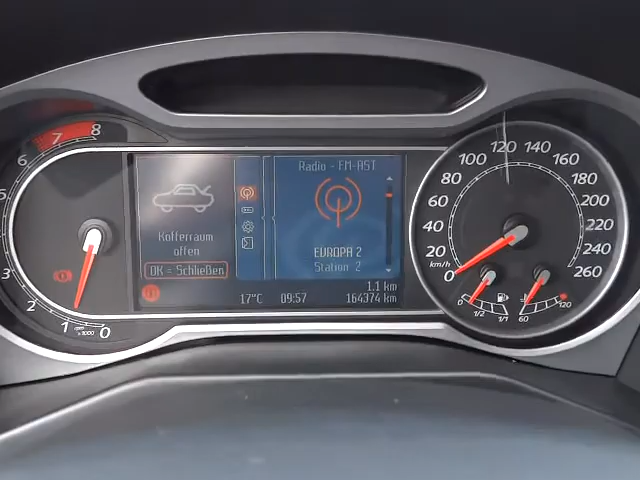 8
7
6
5
3
2
1
0
x1000
Kofferraum
offen
OK = Schließen
Radio - FM-AST
EUROPA 2
Station 2
17°C 09:57
1.1 km
164374 km
0
20
40
60
80
100
120
140
160
180
200
220
240
260
km/h
0 1/2 1/1
60 120